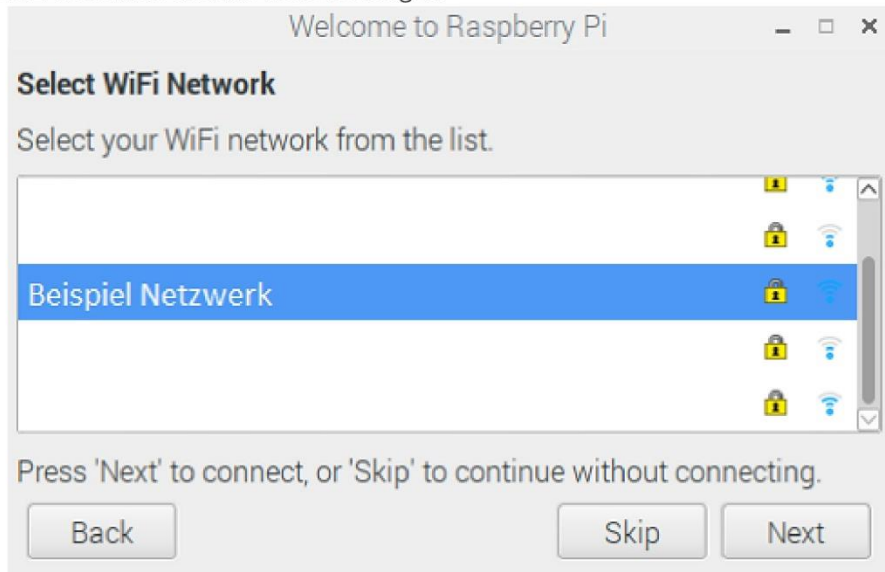 Welcome to Raspberry Pi
Select WiFi Network
Select your WiFi network from the list.
Beispiel Netzwerk
Press 'Next' to connect, or 'Skip' to continue without connecting.
Back Skip Next